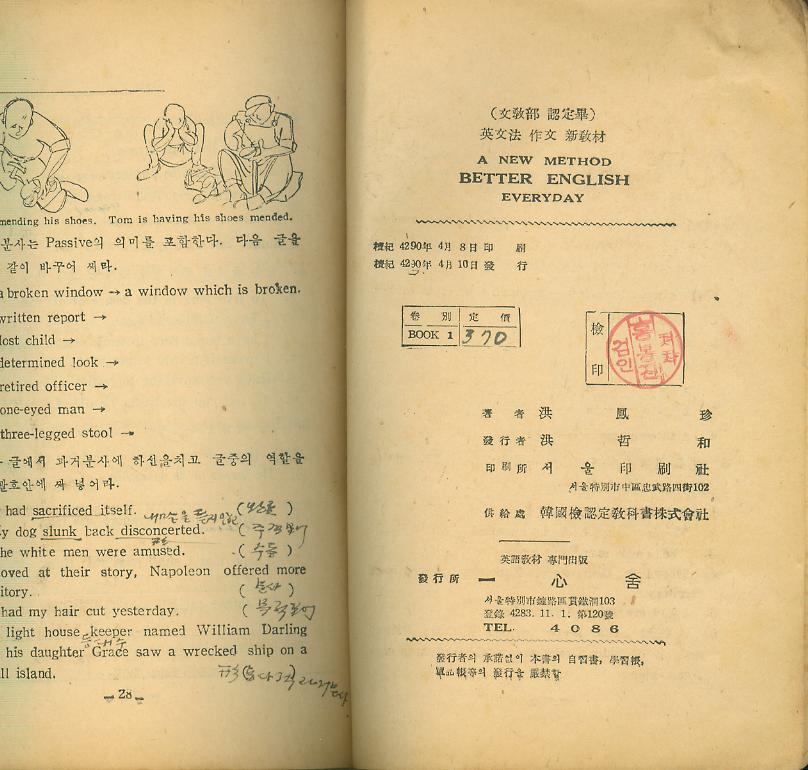 mending his shoes. Tom is having his shoes mended.
분사는 Passive의 의미를 포함한다. 다음 글을
같이 바꾸어 써라.
a broken window → a window which is broken.
written report →
lost child →
determined look →
retired officer →
one-eyed man →
three-legged stool →
글에서 과거분사에 하선을치고 글중의 역할을
괄호안에 써 넣어라.
had sacrificed itself.
y dog slunk back disconcerted.
he white men were amused. (수동)
oved at their story, Napoleon offered more
itory.
had my hair cut yesterday. (목적보어)
light house keeper named William Darling
his daughter Grace saw a wrecked ship on a
ll island.
28
(文敎部 認定畢)
英文法 作文 新敎材
A NEW METHOD
BETTER ENGLISH
EVERYDAY
檀紀 4290年 4月 8日 印 刷
檀紀 4290年 4月 10日 發 行
卷 別 定 價
BOOK 1 370
檢
印
著 者 洪 鳳 珍
發行者 洪 哲 和
印刷所 서 울 印 刷 社
서울特別市中區忠武路四街102
供給處 韓國檢認定敎科書株式會社
英語敎材 專門出版
發行所 一 心 舍
서울特別市鍾路區貫鐵洞103
登錄 4283. 11. 1. 第120號
TEL. 4086
發行者의 承諾없이 本書의 自習書, 學習帳,
單記帳等의 發行을 嚴禁함